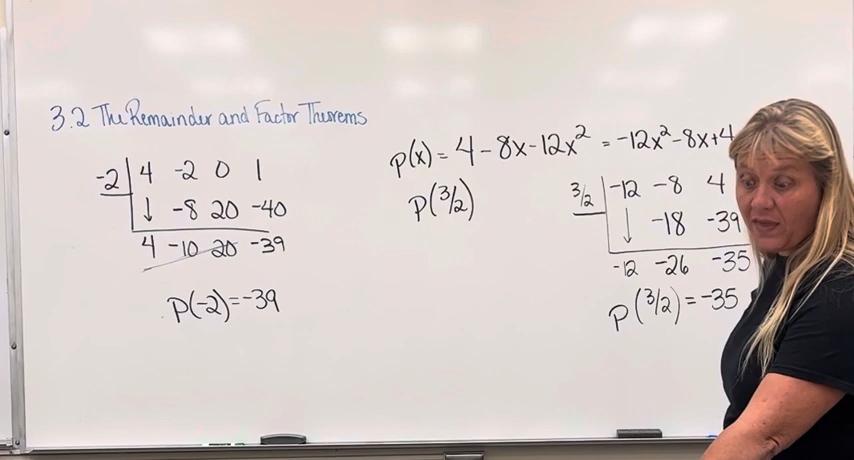 3.2 The Remainder and Factor Theorems
-2 | 4 -2 0 1
↓ -8 20 -40
4 -10 20 -39
P(-2)=-39
p(x) = 4 - 8x - 12x² = -12x² - 8x + 4
P(3/2)
3/2 | -12 -8 4
↓ -18 -39
-12 -26 -35
P(3/2) = -35